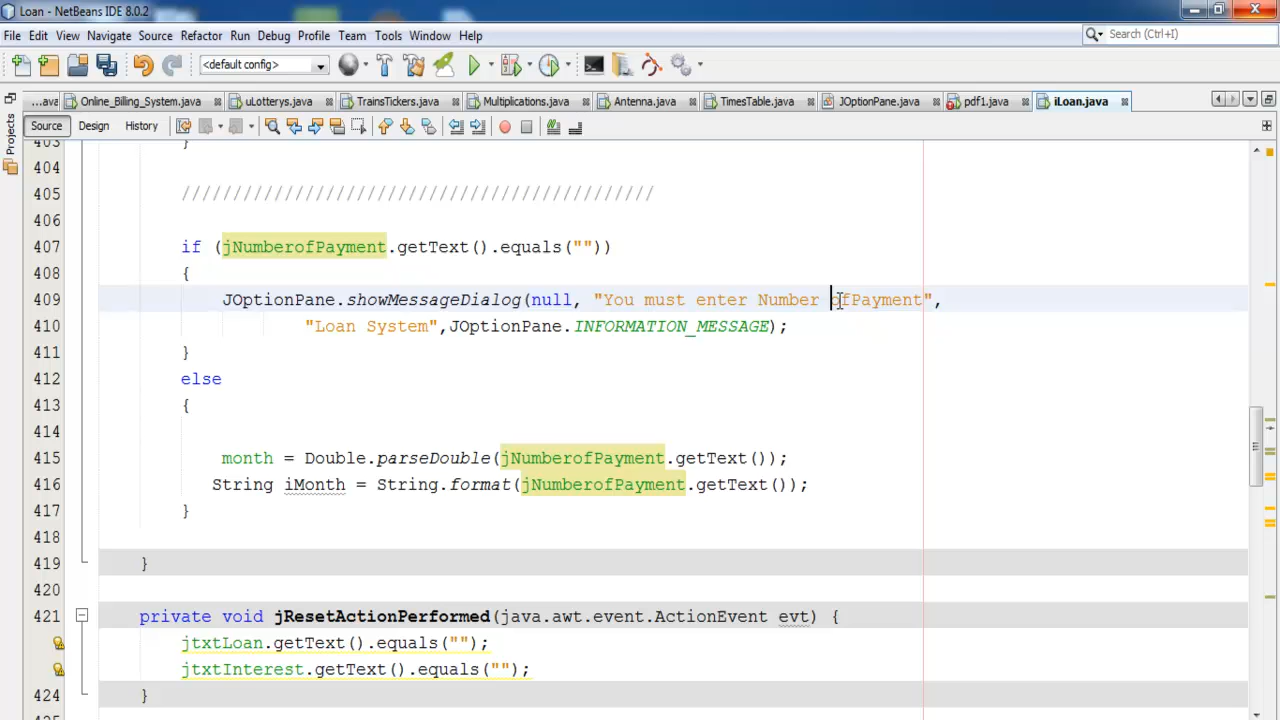 Loan - NetBeans IDE 8.0.2
File Edit View Navigate Source Refactor Run Debug Profile Team Tools Window Help
Search (Ctrl+I)
<default config>
...ava Online_Billing_System.java uLotterys.java TrainsTickers.java Multiplications.java Antenna.java TimesTable.java JOptionPane.java pdf1.java iLoan.java
Source Design History
Projects
403 }
404
405 //////////////////////////////////////////////
406
407 if (jNumberofPayment.getText().equals(""))
408 {
409 JOptionPane.showMessageDialog(null, "You must enter Number ofPayment",
410 "Loan System",JOptionPane.INFORMATION_MESSAGE);
411 }
412 else
413 {
414
415 month = Double.parseDouble(jNumberofPayment.getText());
416 String iMonth = String.format(jNumberofPayment.getText());
417 }
418
419 }
420
421 private void jResetActionPerformed(java.awt.event.ActionEvent evt) {
jtxtLoan.getText().equals("");
jtxtInterest.getText().equals("");
424 }